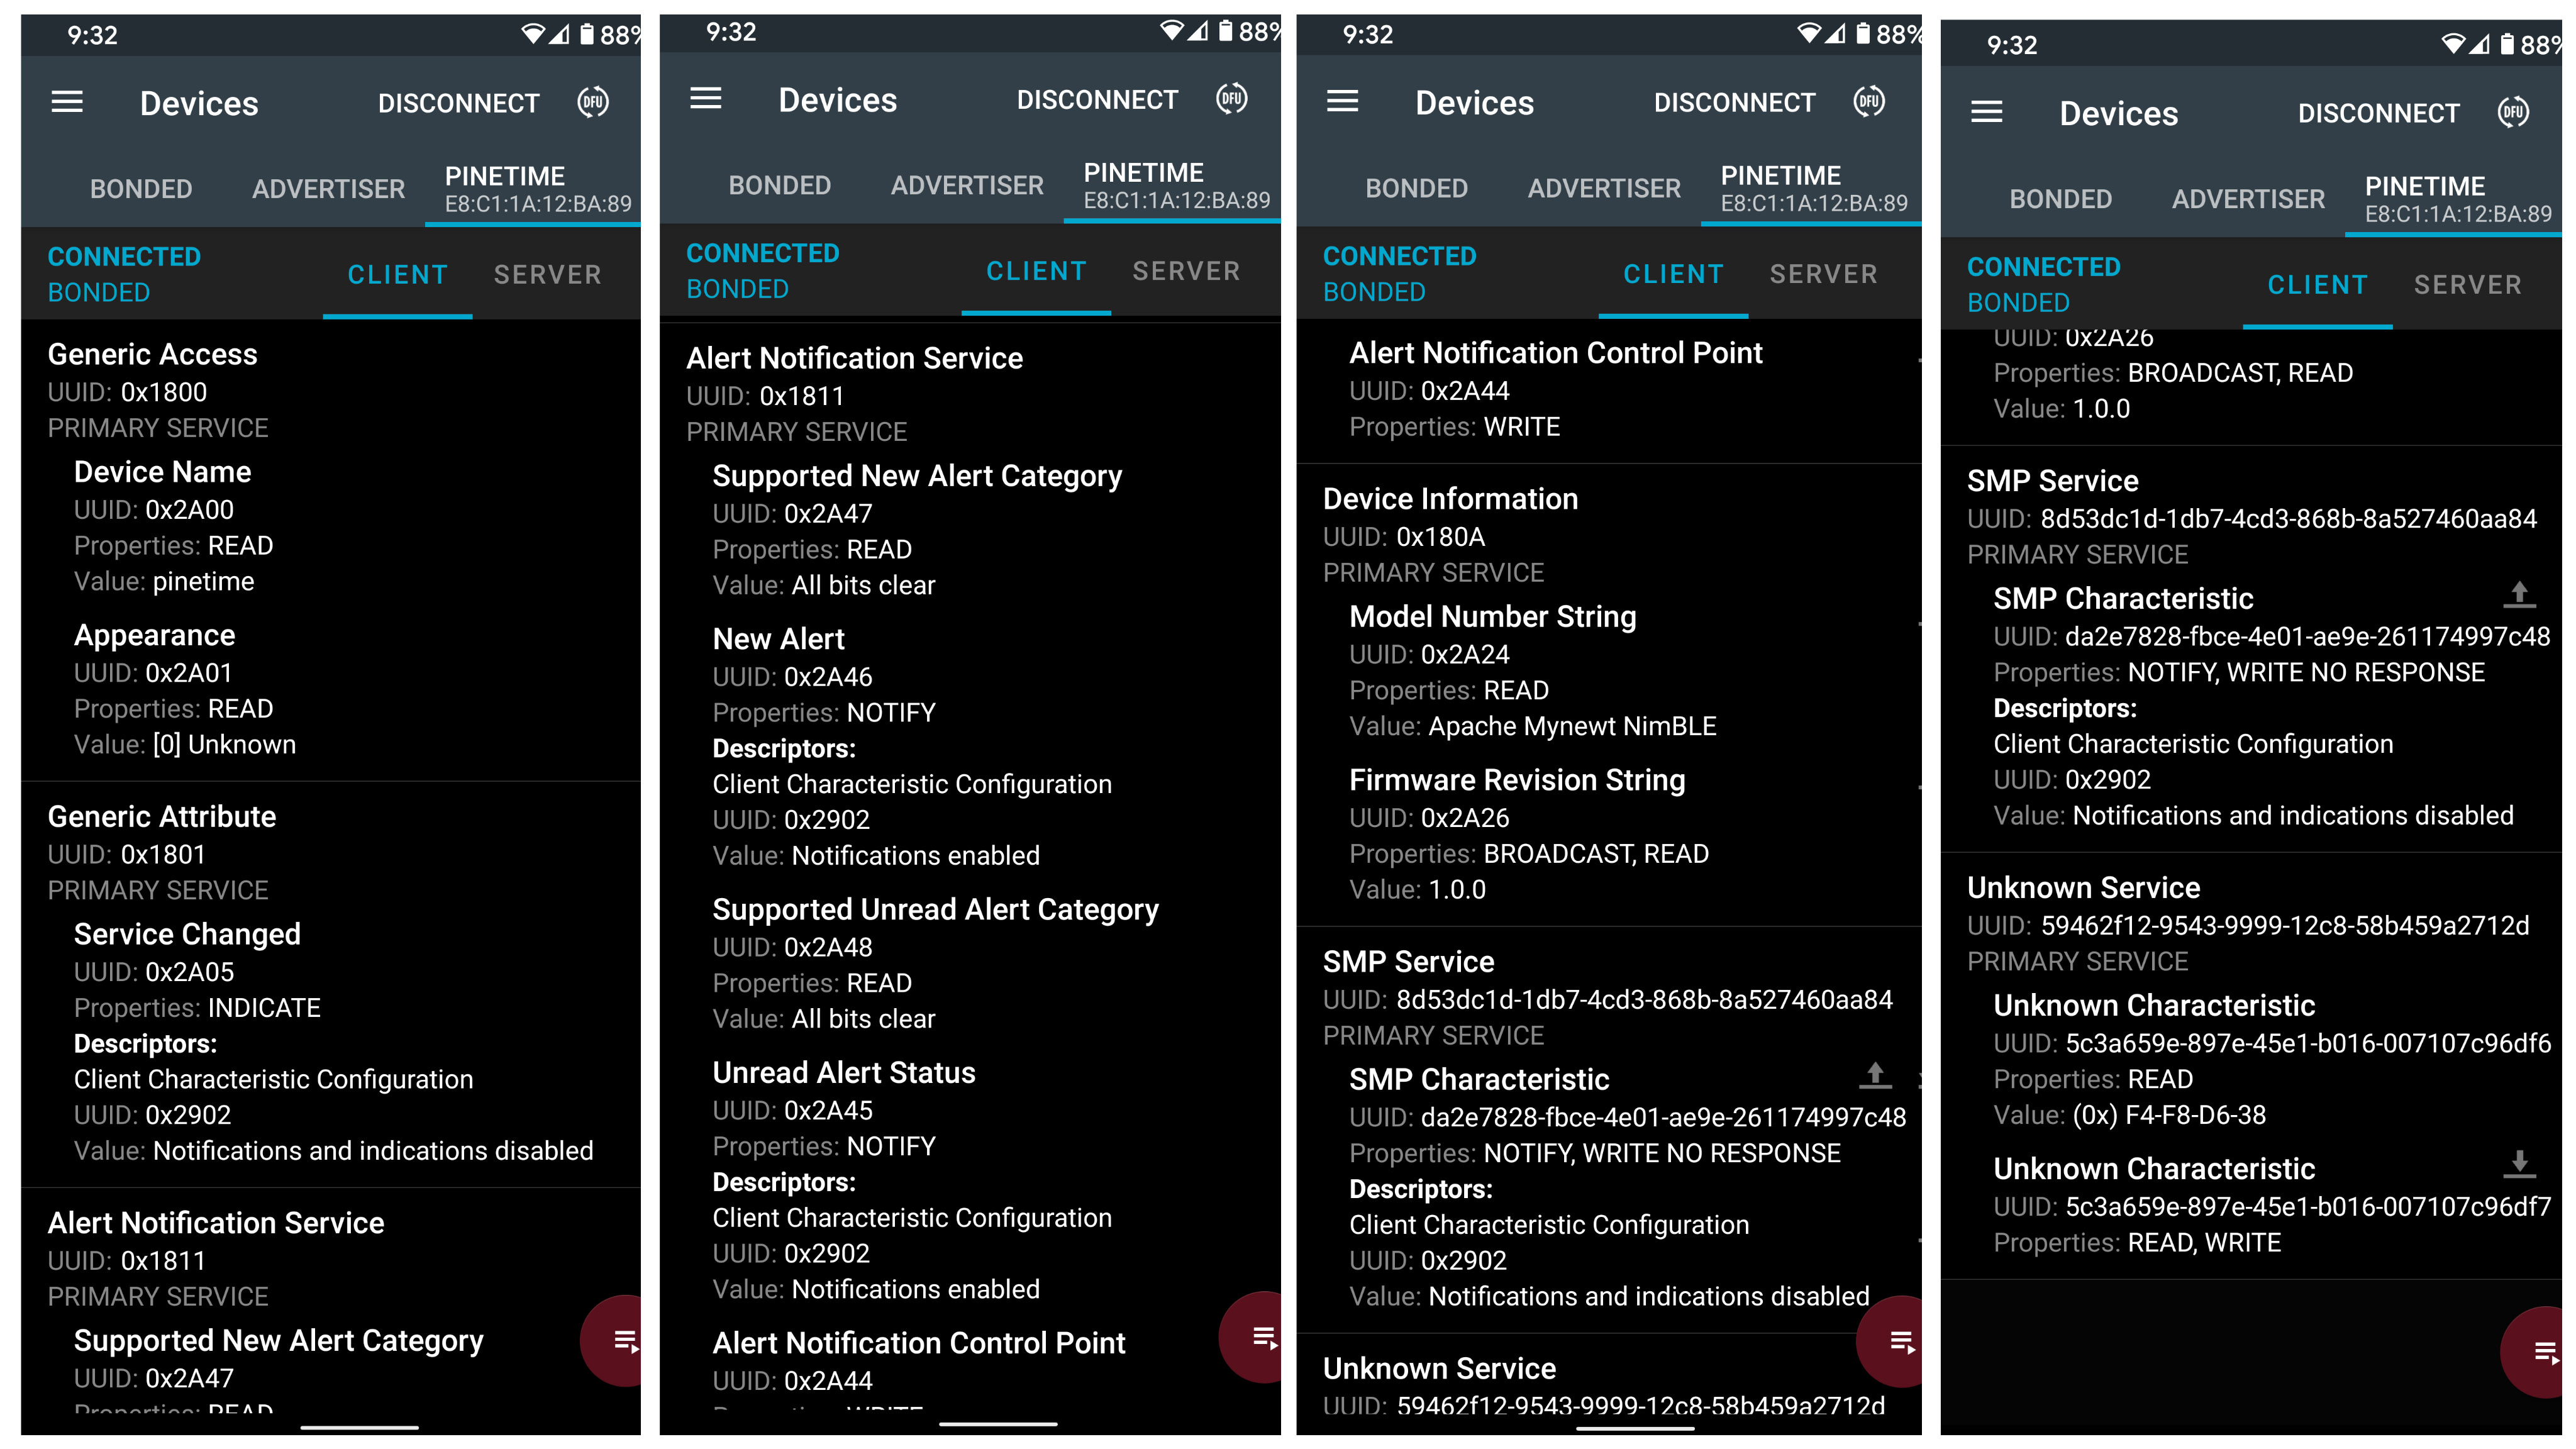 9:32
88%
Devices
DISCONNECT
DFU
BONDED
ADVERTISER
PINETIME
E8:C1:1A:12:BA:89
CONNECTED
BONDED
CLIENT
SERVER
Generic Access
UUID: 0x1800
PRIMARY SERVICE
Device Name
UUID: 0x2A00
Properties: READ
Value: pinetime
Appearance
UUID: 0x2A01
Properties: READ
Value: [0] Unknown
Generic Attribute
UUID: 0x1801
PRIMARY SERVICE
Service Changed
UUID: 0x2A05
Properties: INDICATE
Descriptors:
Client Characteristic Configuration
UUID: 0x2902
Value: Notifications and indications disabled
Alert Notification Service
UUID: 0x1811
PRIMARY SERVICE
Supported New Alert Category
UUID: 0x2A47
Properties: READ
9:32
88%
Devices
DISCONNECT
DFU
BONDED
ADVERTISER
PINETIME
E8:C1:1A:12:BA:89
CONNECTED
BONDED
CLIENT
SERVER
Alert Notification Service
UUID: 0x1811
PRIMARY SERVICE
Supported New Alert Category
UUID: 0x2A47
Properties: READ
Value: All bits clear
New Alert
UUID: 0x2A46
Properties: NOTIFY
Descriptors:
Client Characteristic Configuration
UUID: 0x2902
Value: Notifications enabled
Supported Unread Alert Category
UUID: 0x2A48
Properties: READ
Value: All bits clear
Unread Alert Status
UUID: 0x2A45
Properties: NOTIFY
Descriptors:
Client Characteristic Configuration
UUID: 0x2902
Value: Notifications enabled
Alert Notification Control Point
UUID: 0x2A44
9:32
88%
Devices
DISCONNECT
DFU
BONDED
ADVERTISER
PINETIME
E8:C1:1A:12:BA:89
CONNECTED
BONDED
CLIENT
SERVER
Alert Notification Control Point
UUID: 0x2A44
Properties: WRITE
Device Information
UUID: 0x180A
PRIMARY SERVICE
Model Number String
UUID: 0x2A24
Properties: READ
Value: Apache Mynewt NimBLE
Firmware Revision String
UUID: 0x2A26
Properties: BROADCAST, READ
Value: 1.0.0
SMP Service
UUID: 8d53dc1d-1db7-4cd3-868b-8a527460aa84
PRIMARY SERVICE
SMP Characteristic
UUID: da2e7828-fbce-4e01-ae9e-261174997c48
Properties: NOTIFY, WRITE NO RESPONSE
Descriptors:
Client Characteristic Configuration
UUID: 0x2902
Value: Notifications and indications disabled
Unknown Service
UUID: 59462f12-9543-9999-12c8-58b459a2712d
9:32
88%
Devices
DISCONNECT
DFU
BONDED
ADVERTISER
PINETIME
E8:C1:1A:12:BA:89
CONNECTED
BONDED
CLIENT
SERVER
UUID: 0x2A26
Properties: BROADCAST, READ
Value: 1.0.0
SMP Service
UUID: 8d53dc1d-1db7-4cd3-868b-8a527460aa84
PRIMARY SERVICE
SMP Characteristic
UUID: da2e7828-fbce-4e01-ae9e-261174997c48
Properties: NOTIFY, WRITE NO RESPONSE
Descriptors:
Client Characteristic Configuration
UUID: 0x2902
Value: Notifications and indications disabled
Unknown Service
UUID: 59462f12-9543-9999-12c8-58b459a2712d
PRIMARY SERVICE
Unknown Characteristic
UUID: 5c3a659e-897e-45e1-b016-007107c96df6
Properties: READ
Value: (0x) F4-F8-D6-38
Unknown Characteristic
UUID: 5c3a659e-897e-45e1-b016-007107c96df7
Properties: READ, WRITE